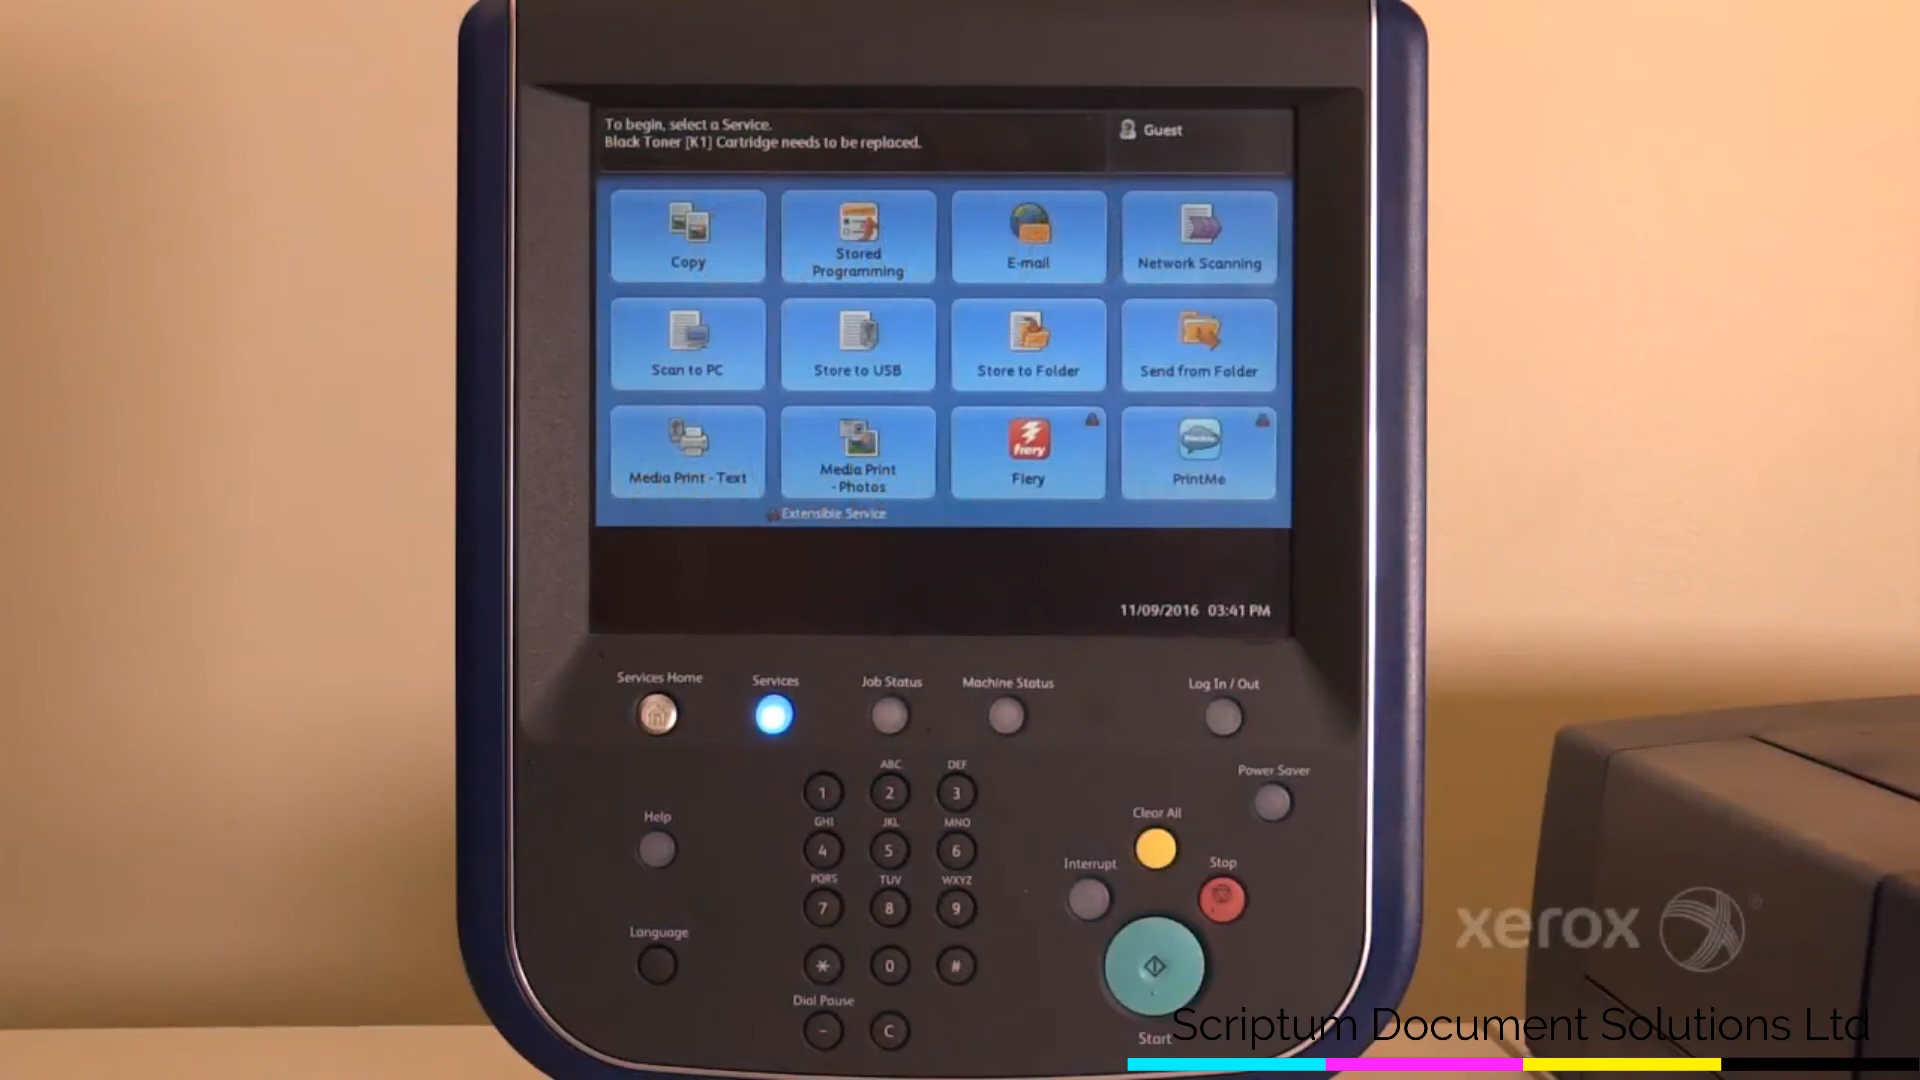 To begin, select a Service.
Black Toner [K1] Cartridge needs to be replaced.
Guest
Copy
Stored
Programming
E-mail
Network Scanning
Scan to PC
Store to USB
Store to Folder
Send from Folder
Media Print - Text
Media Print
- Photos
fiery
Fiery
PrintMe
Extensible Service
11/09/2016 03:41 PM
Services Home
Services
Job Status
Machine Status
Log In / Out
Power Saver
Help
Language
ABC
DEF
1
2
3
GHI
JKL
MNO
4
5
6
PQRS
TUV
WXYZ
7
8
9
*
0
#
Dial Pause
-
C
Clear All
Interrupt
Stop
Start
xerox
®
Scriptum Document Solutions Ltd